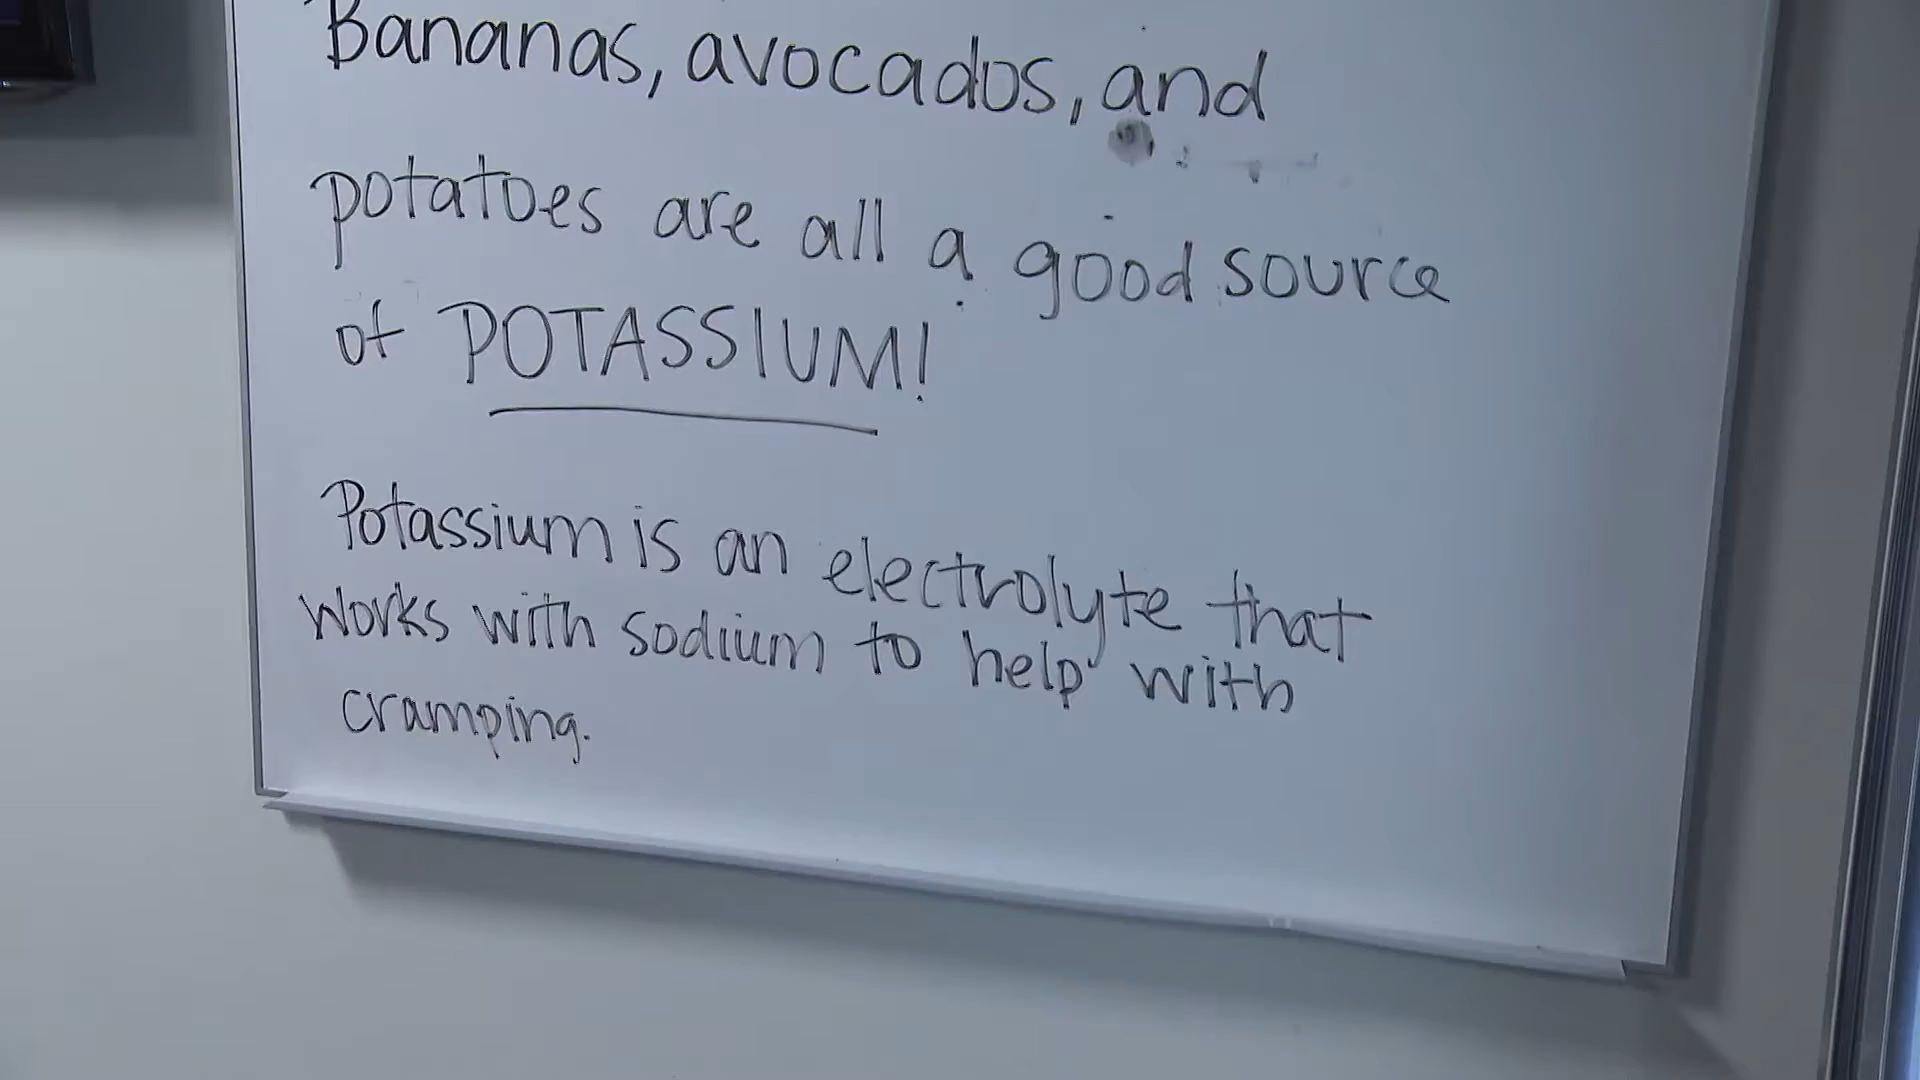 Bananas, avocados, and
potatoes are all a good source
of POTASSIUM!
Potassium is an electrolyte that
works with sodium to help with
cramping.